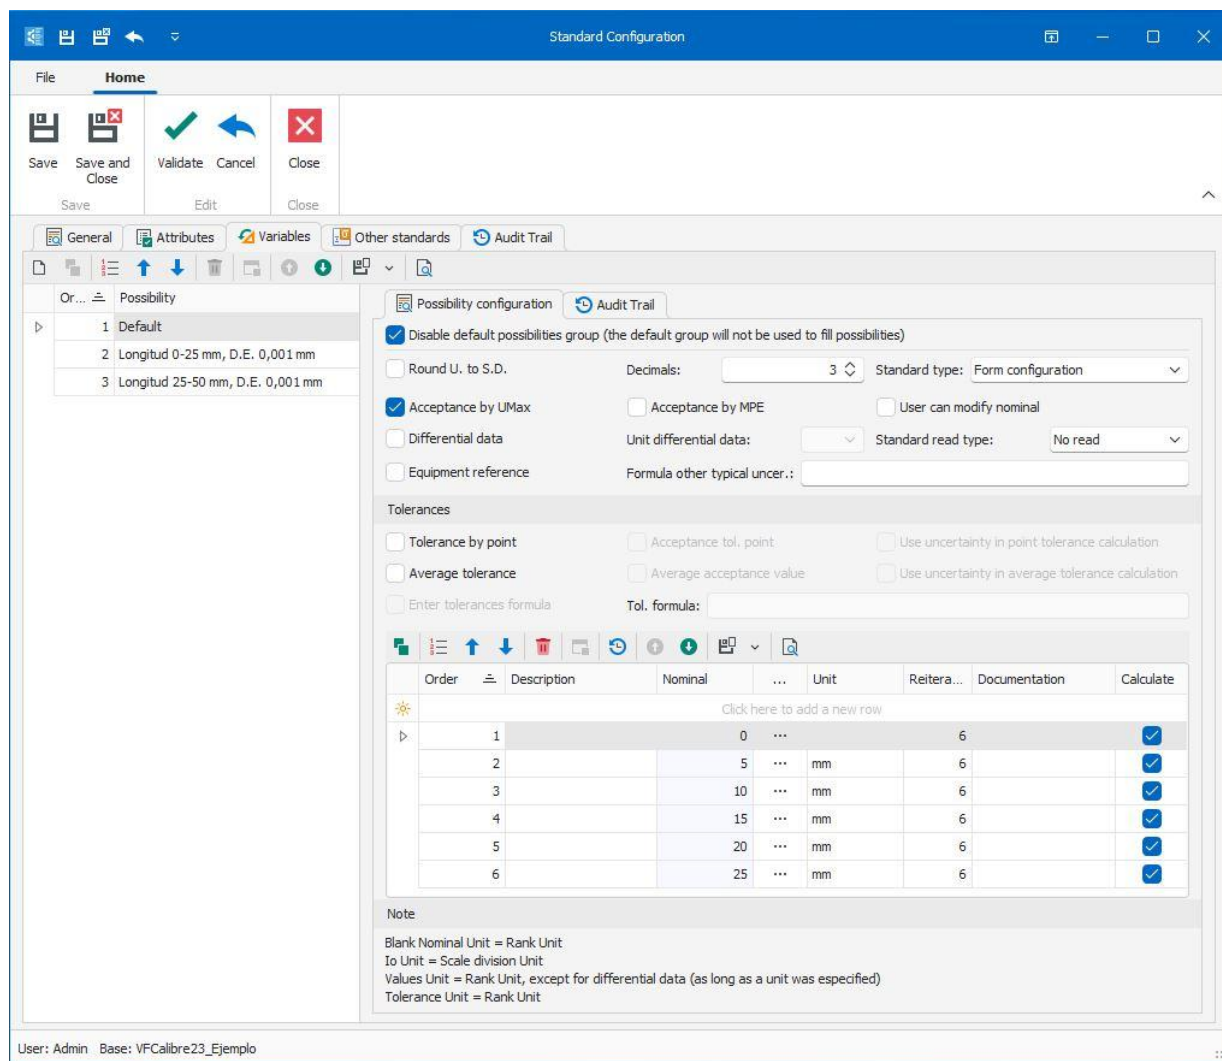 Standard Configuration
File Home
Save Save and Close Validate Cancel Close
Save Edit Close
General Attributes Variables Other standards Audit Trail
Or... Possibility
1 Default
2 Longitud 0-25 mm, D.E. 0,001 mm
3 Longitud 25-50 mm, D.E. 0,001 mm
Possibility configuration Audit Trail
Disable default possibilities group (the default group will not be used to fill possibilities)
Round U. to S.D. Decimals: 3 Standard type: Form configuration
Acceptance by UMax Acceptance by MPE User can modify nominal
Differential data Unit differential data: Standard read type: No read
Equipment reference Formula other typical uncer.:
Tolerances
Tolerance by point Acceptance tol. point Use uncertainty in point tolerance calculation
Average tolerance Average acceptance value Use uncertainty in average tolerance calculation
Enter tolerances formula Tol. formula:
Order Description Nominal ... Unit Reitera... Documentation Calculate
Click here to add a new row
1 0 ... 6
2 5 ... mm 6
3 10 ... mm 6
4 15 ... mm 6
5 20 ... mm 6
6 25 ... mm 6
Note
Blank Nominal Unit = Rank Unit
Io Unit = Scale division Unit
Values Unit = Rank Unit, except for differential data (as long as a unit was especified)
Tolerance Unit = Rank Unit
User: Admin Base: VFCalibre23_Ejemplo